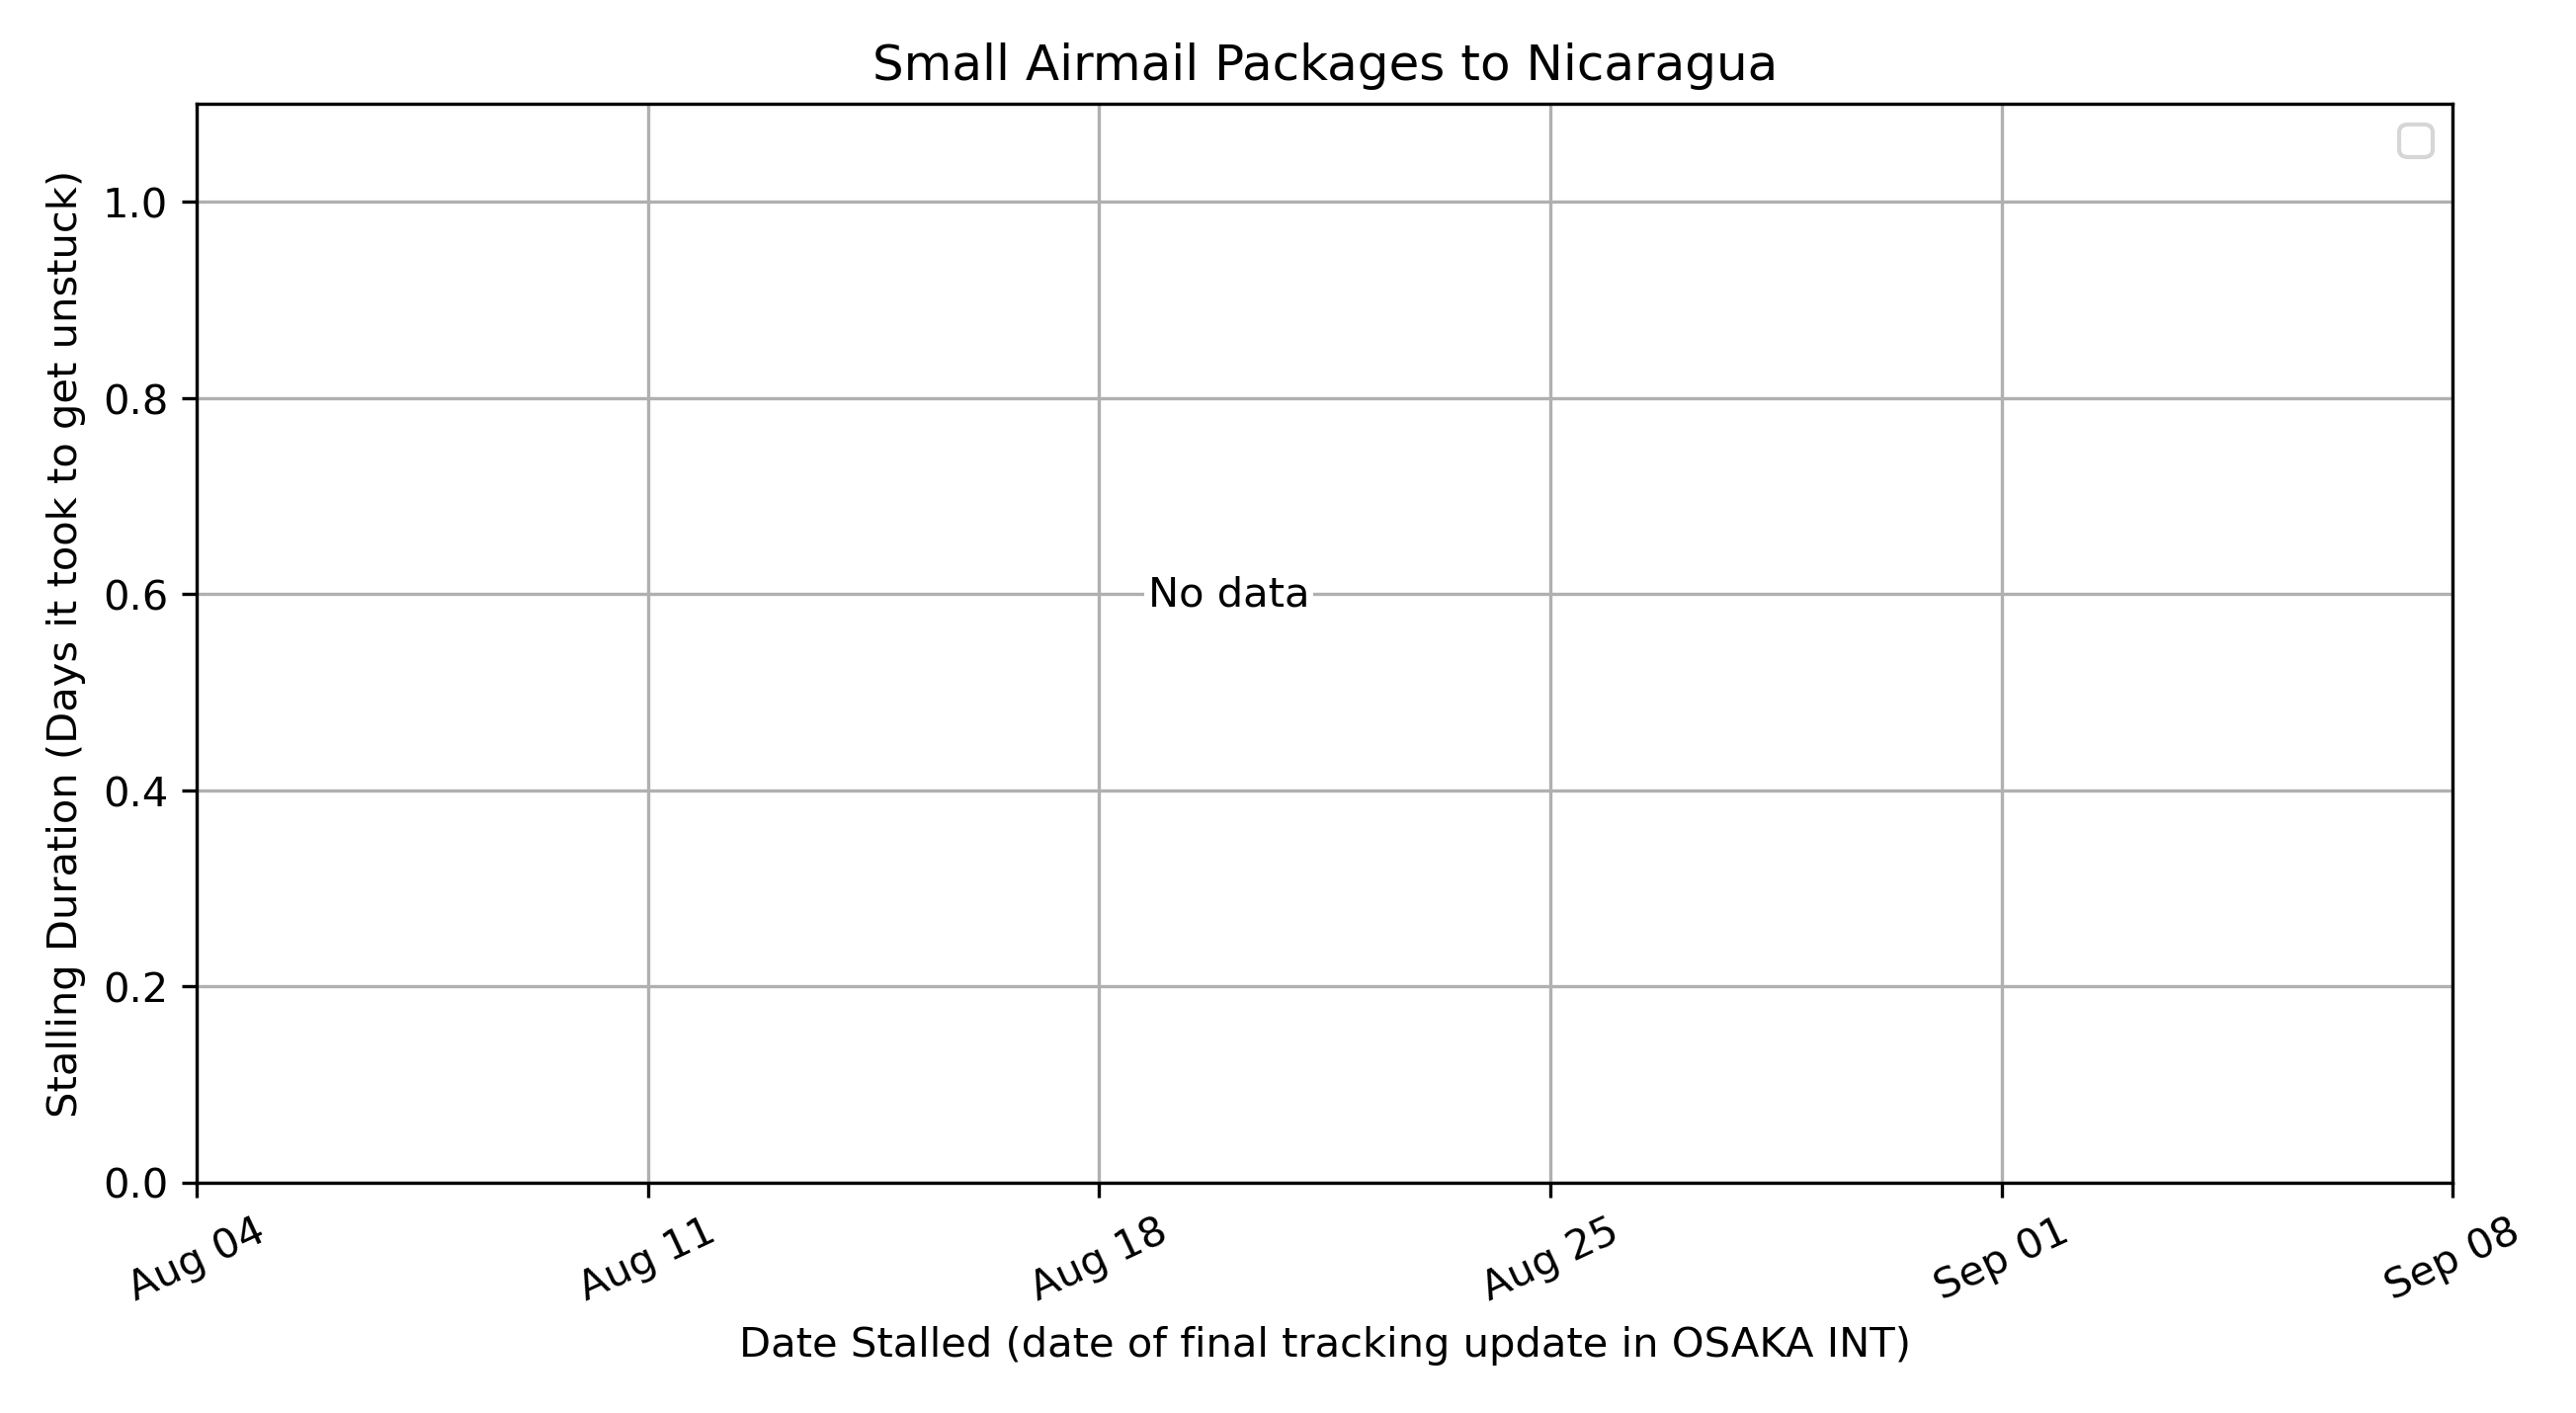 Small Airmail Packages to Nicaragua
Stalling Duration (Days it took to get unstuck)
1.0
0.8
0.6
0.4
0.2
0.0
No data
Aug 04
Aug 11
Aug 18
Aug 25
Sep 01
Sep 08
Date Stalled (date of final tracking update in OSAKA INT)